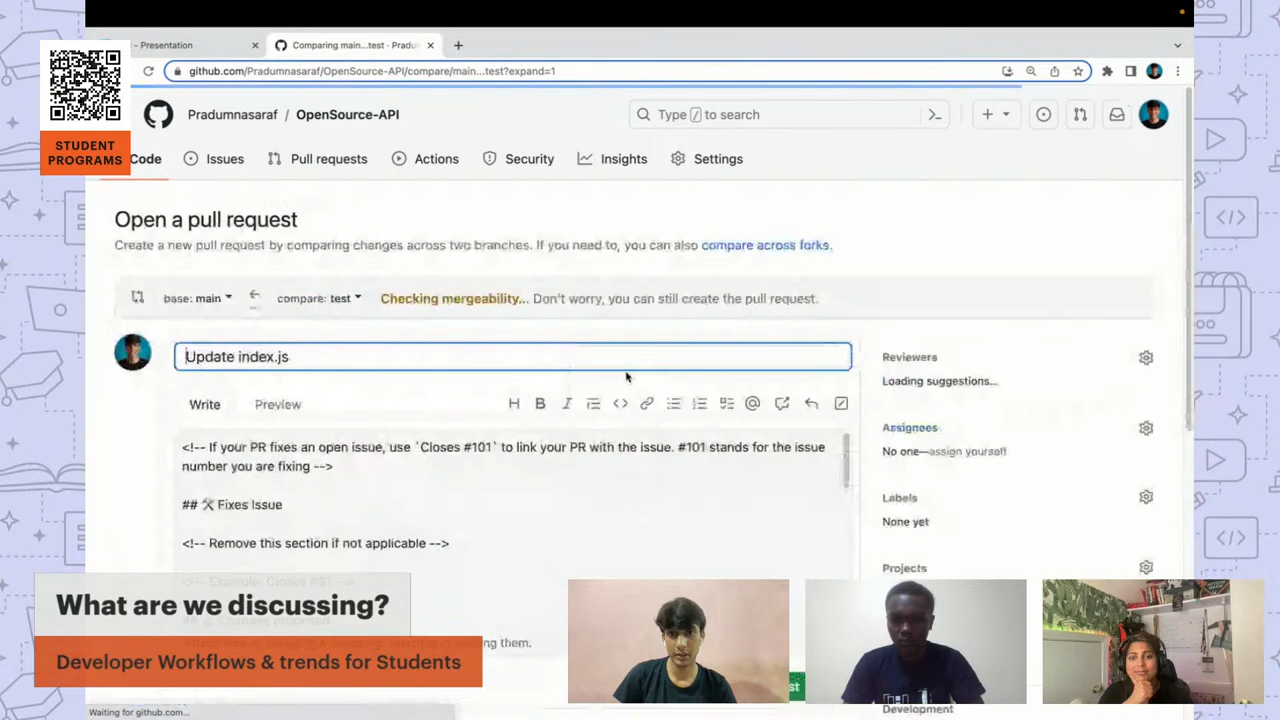 - Presentation
Comparing main...test · Pradu
github.com/Pradumnasaraf/OpenSource-API/compare/main...test?expand=1
STUDENT
PROGRAMS
Pradumnasaraf / OpenSource-API
Type / to search
Code
Issues
Pull requests
Actions
Security
Insights
Settings
Open a pull request
Create a new pull request by comparing changes across two branches. If you need to, you can also compare across forks.
base: main
compare: test
Checking mergeability... Don't worry, you can still create the pull request.
Update index.js
Write
Preview
<!-- If your PR fixes an open issue, use `Closes #101` to link your PR with the issue. #101 stands for the issue
number you are fixing -->
## 🛠️ Fixes Issue
<!-- Remove this section if not applicable -->
<!-- Example: Closes #31 -->
Changes proposed
them.
Reviewers
Loading suggestions...
Assignees
No one—assign yourself
Labels
None yet
Projects
Development
What are we discussing?
Developer Workflows & trends for Students
Waiting for github.com...